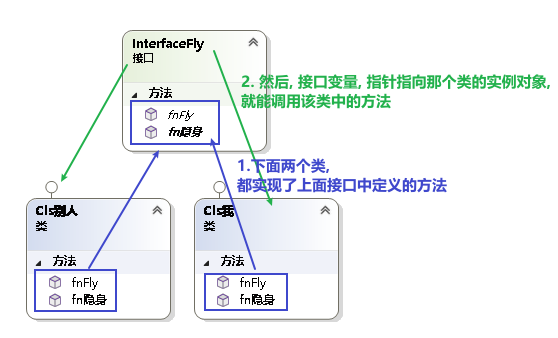 InterfaceFly
接口
方法
fnFly
fn隐身
2. 然后, 接口变量, 指针指向那个类的实例对象,
就能调用该类中的方法
1.下面两个类,
都实现了上面接口中定义的方法
Cls别人
类
方法
fnFly
fn隐身
Cls我
类
方法
fnFly
fn隐身